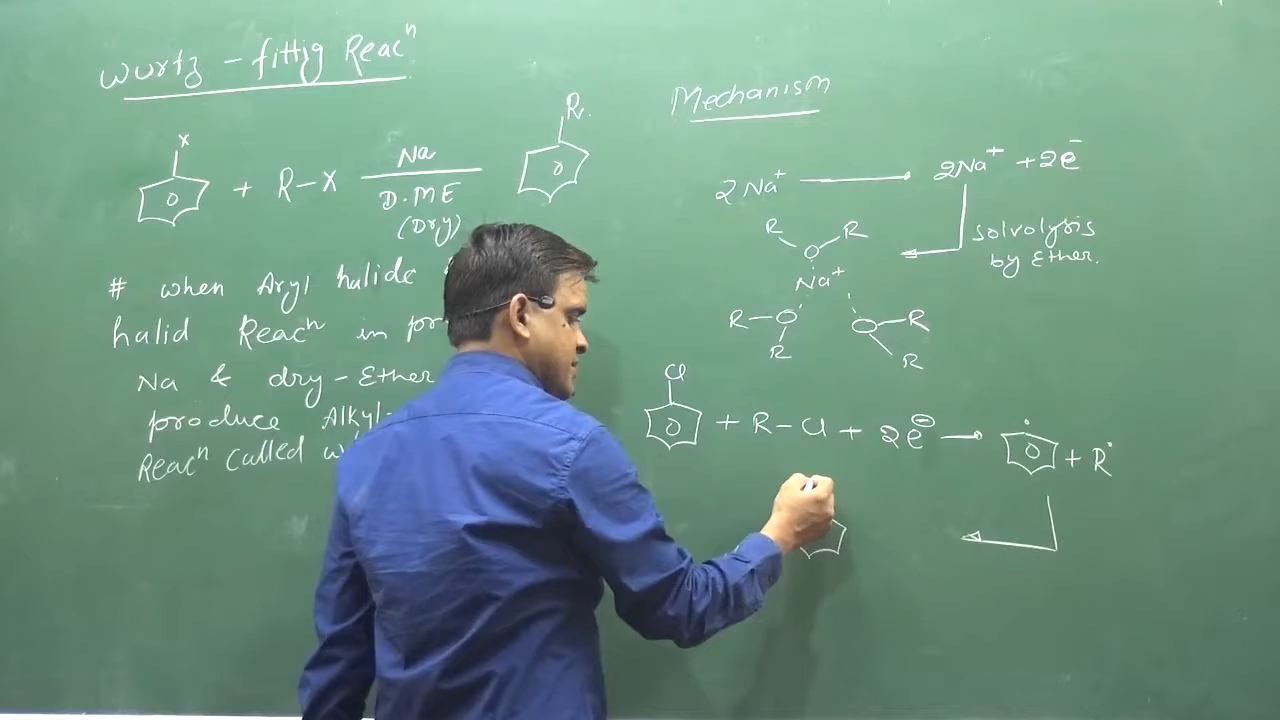 Wurtz - fittig Reacⁿ
X
+ R-X
Na
D.ME
(Dry)
R
# when Aryl halide
halid Reacⁿ in
Na & dry-Ether
produce Alkyl-
Reacⁿ called
Mechanism
2Na⁺ → 2Na⁺ + 2e⁻
Solvolysis
by Ether.
R O R
Na⁺
R-O O-R
R R
Cl
+ R-Cl + 2e⊖ → • + R•